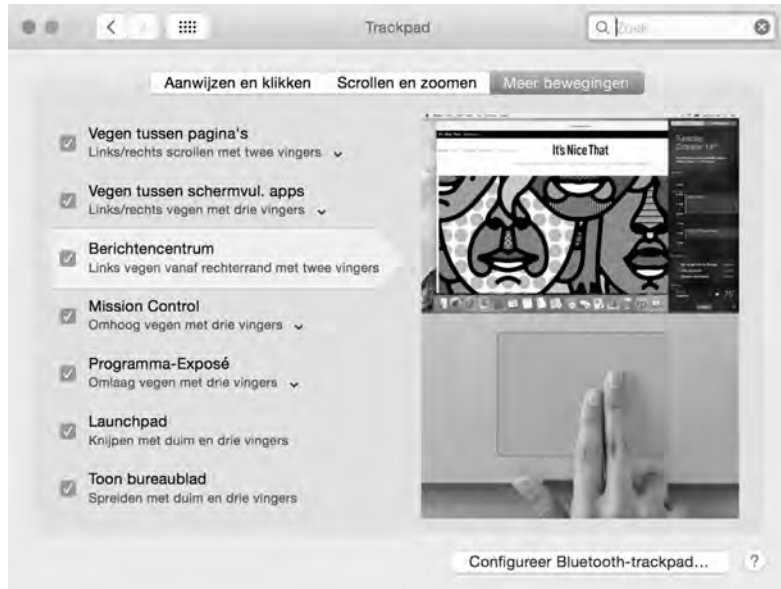 Trackpad
Zoek
Aanwijzen en klikken
Scrollen en zoomen
Meer bewegingen
Vegen tussen pagina's
Links/rechts scrollen met twee vingers
Vegen tussen schermvul. apps
Links/rechts vegen met drie vingers
Berichtencentrum
Links vegen vanaf rechterrand met twee vingers
Mission Control
Omhoog vegen met drie vingers
Programma-Exposé
Omlaag vegen met drie vingers
Launchpad
Knijpen met duim en drie vingers
Toon bureaublad
Spreiden met duim en drie vingers
It's Nice That
Tuesday,
October 14th
Configureer Bluetooth-trackpad...
?